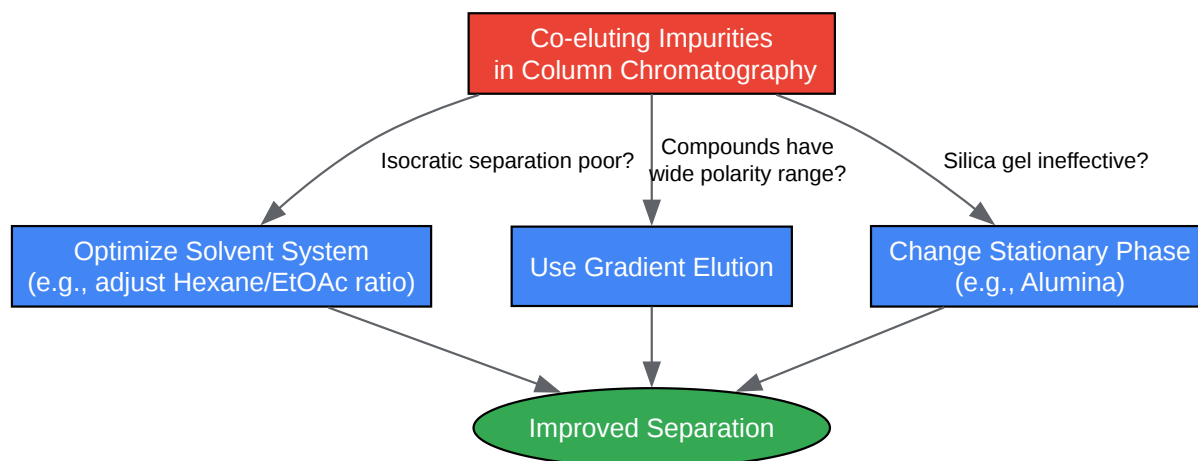 Co-eluting Impurities
in Column Chromatography
Isocratic separation poor?
Compounds have
wide polarity range?
Silica gel ineffective?
Optimize Solvent System
(e.g., adjust Hexane/EtOAc ratio)
Use Gradient Elution
Change Stationary Phase
(e.g., Alumina)
Improved Separation